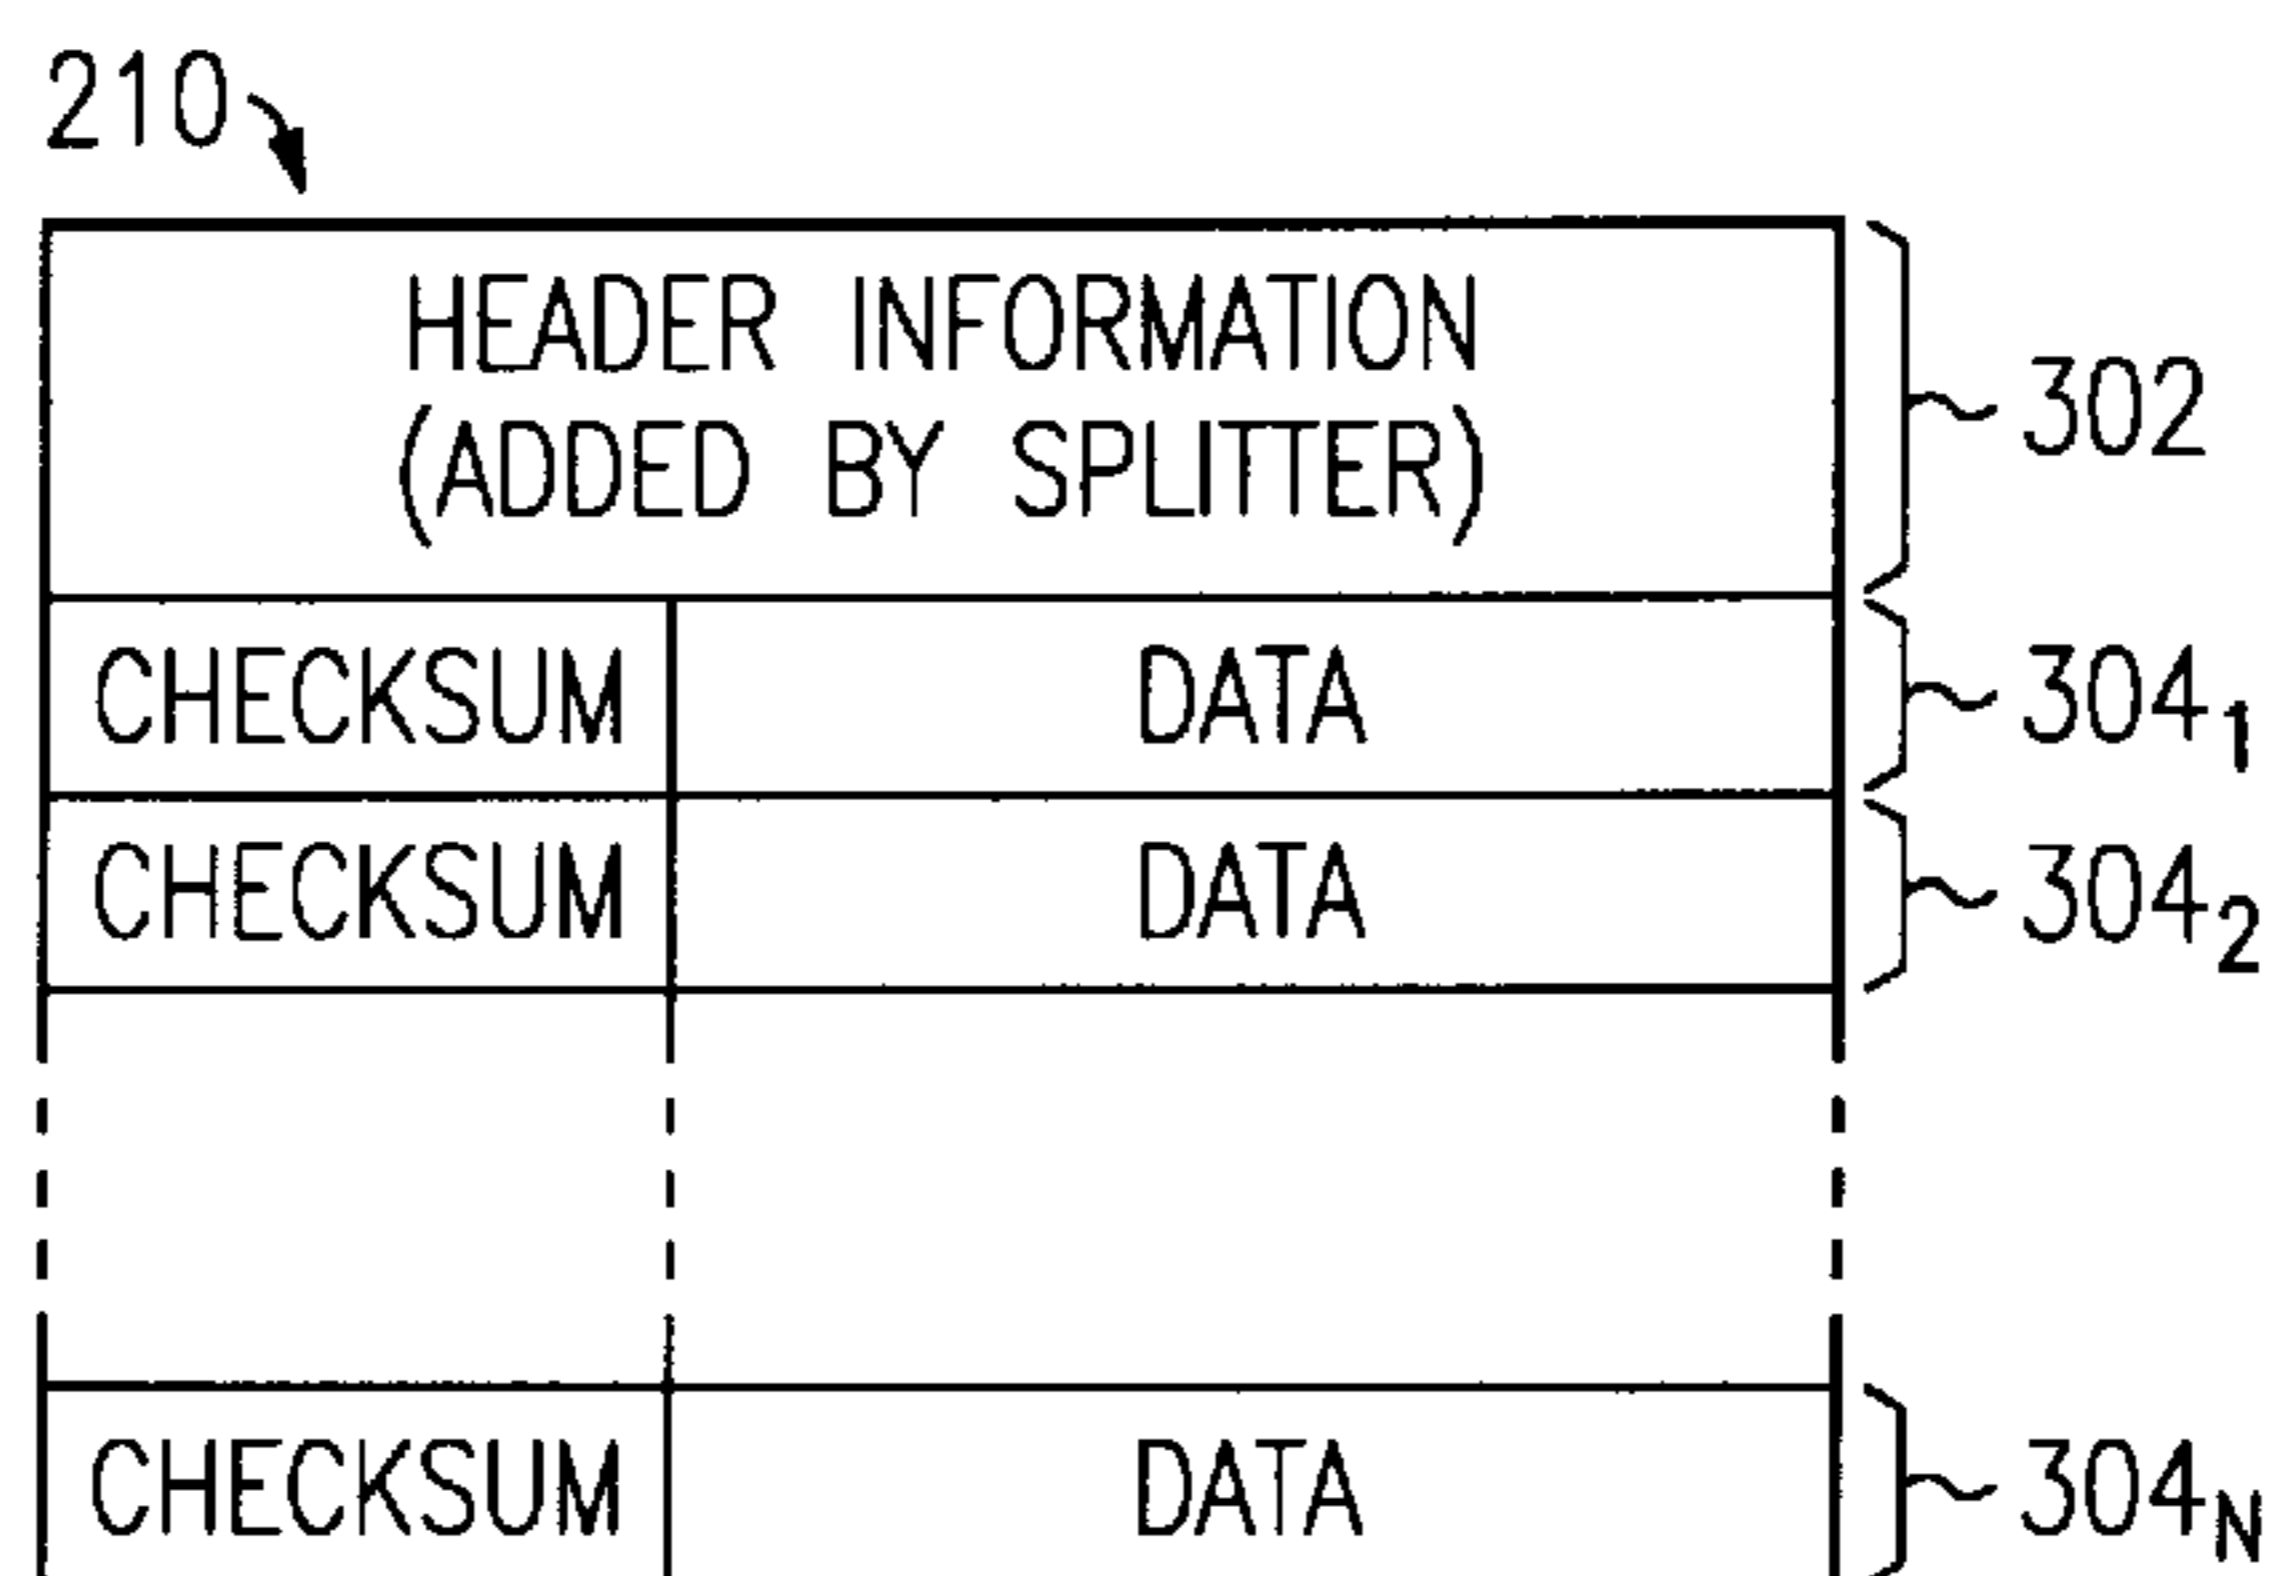 210
HEADER INFORMATION
(ADDED BY SPLITTER)
302
CHECKSUM DATA 304₁
CHECKSUM DATA 304₂
CHECKSUM DATA 304N